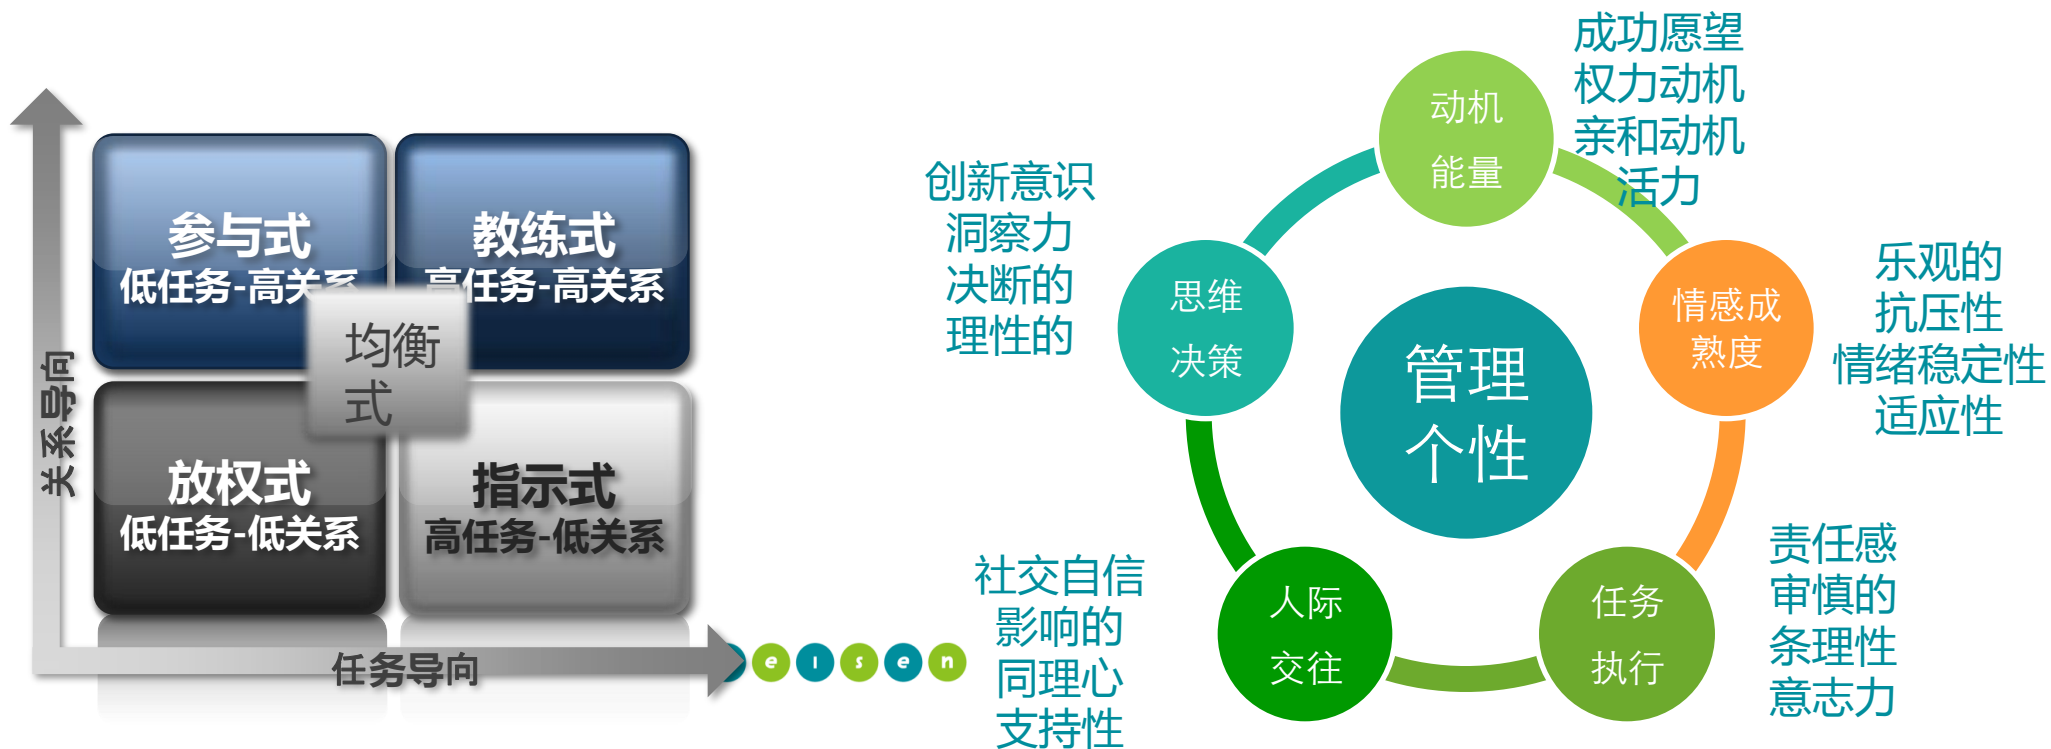 关系导向
参与式
低任务-高关系
教练式
高任务-高关系
均衡
式
放权式
低任务-低关系
指示式
高任务-低关系
任务导向
e i s e n
管理
个性
动机
能量
成功愿望
权力动机
亲和动机
活力
情感成
熟度
乐观的
抗压性
情绪稳定性
适应性
任务
执行
责任感
审慎的
条理性
意志力
人际
交往
社交自信
影响的
同理心
支持性
思维
决策
创新意识
洞察力
决断的
理性的